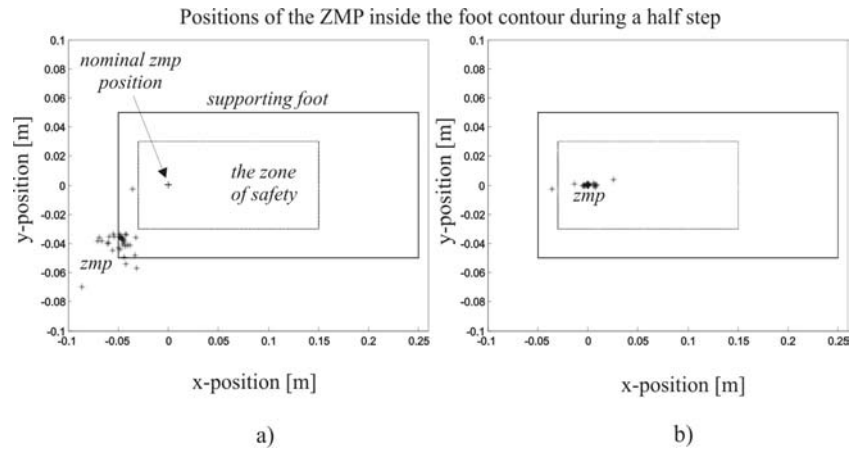 Positions of the ZMP inside the foot contour during a half step
0.1
0.08
0.06
0.04
0.02
0
-0.02
-0.04
-0.06
-0.08
-0.1
y-position [m]
nominal zmp
position
supporting foot
the zone
of safety
zmp
-0.1 -0.05 0 0.05 0.1 0.15 0.2 0.25
x-position [m]
a)
0.1
0.08
0.06
0.04
0.02
0
-0.02
-0.04
-0.06
-0.08
-0.1
y-position [m]
zmp
-0.1 -0.05 0 0.05 0.1 0.15 0.2 0.25
x-position [m]
b)